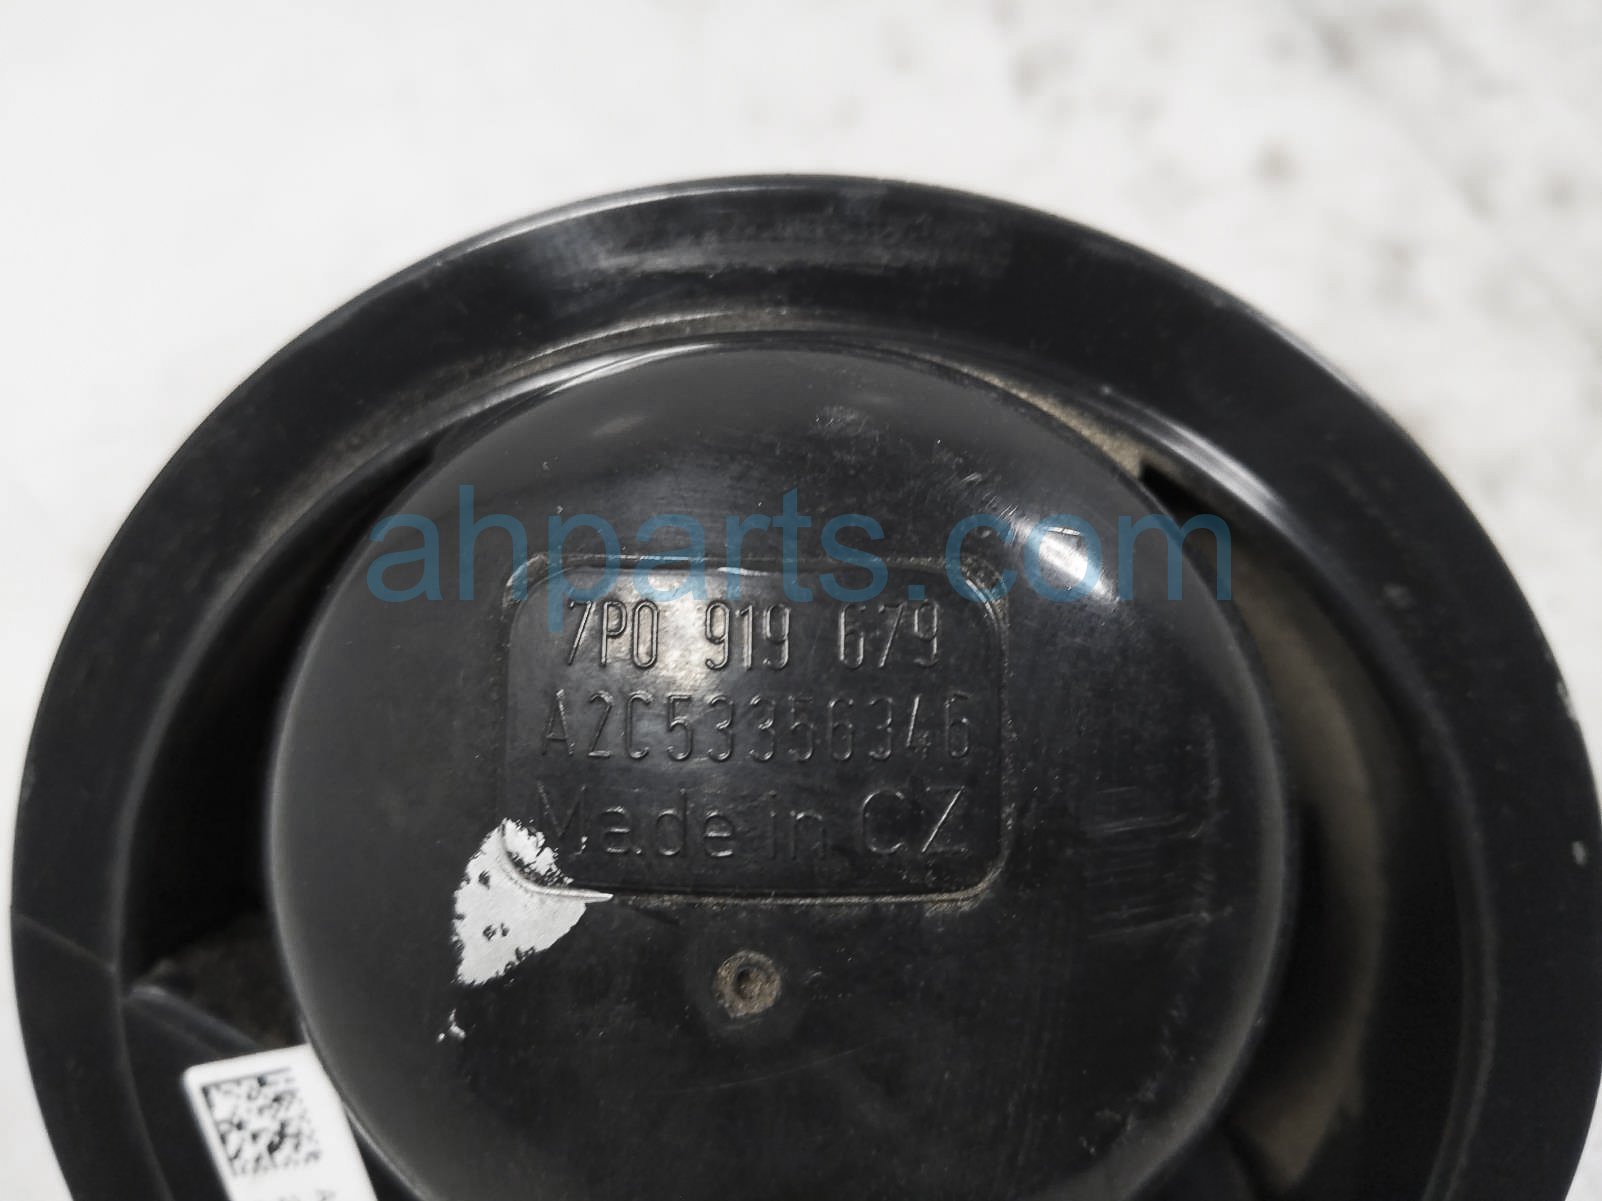 ahparts.com
7P0 919 679
A2C53356346
Made in CZ